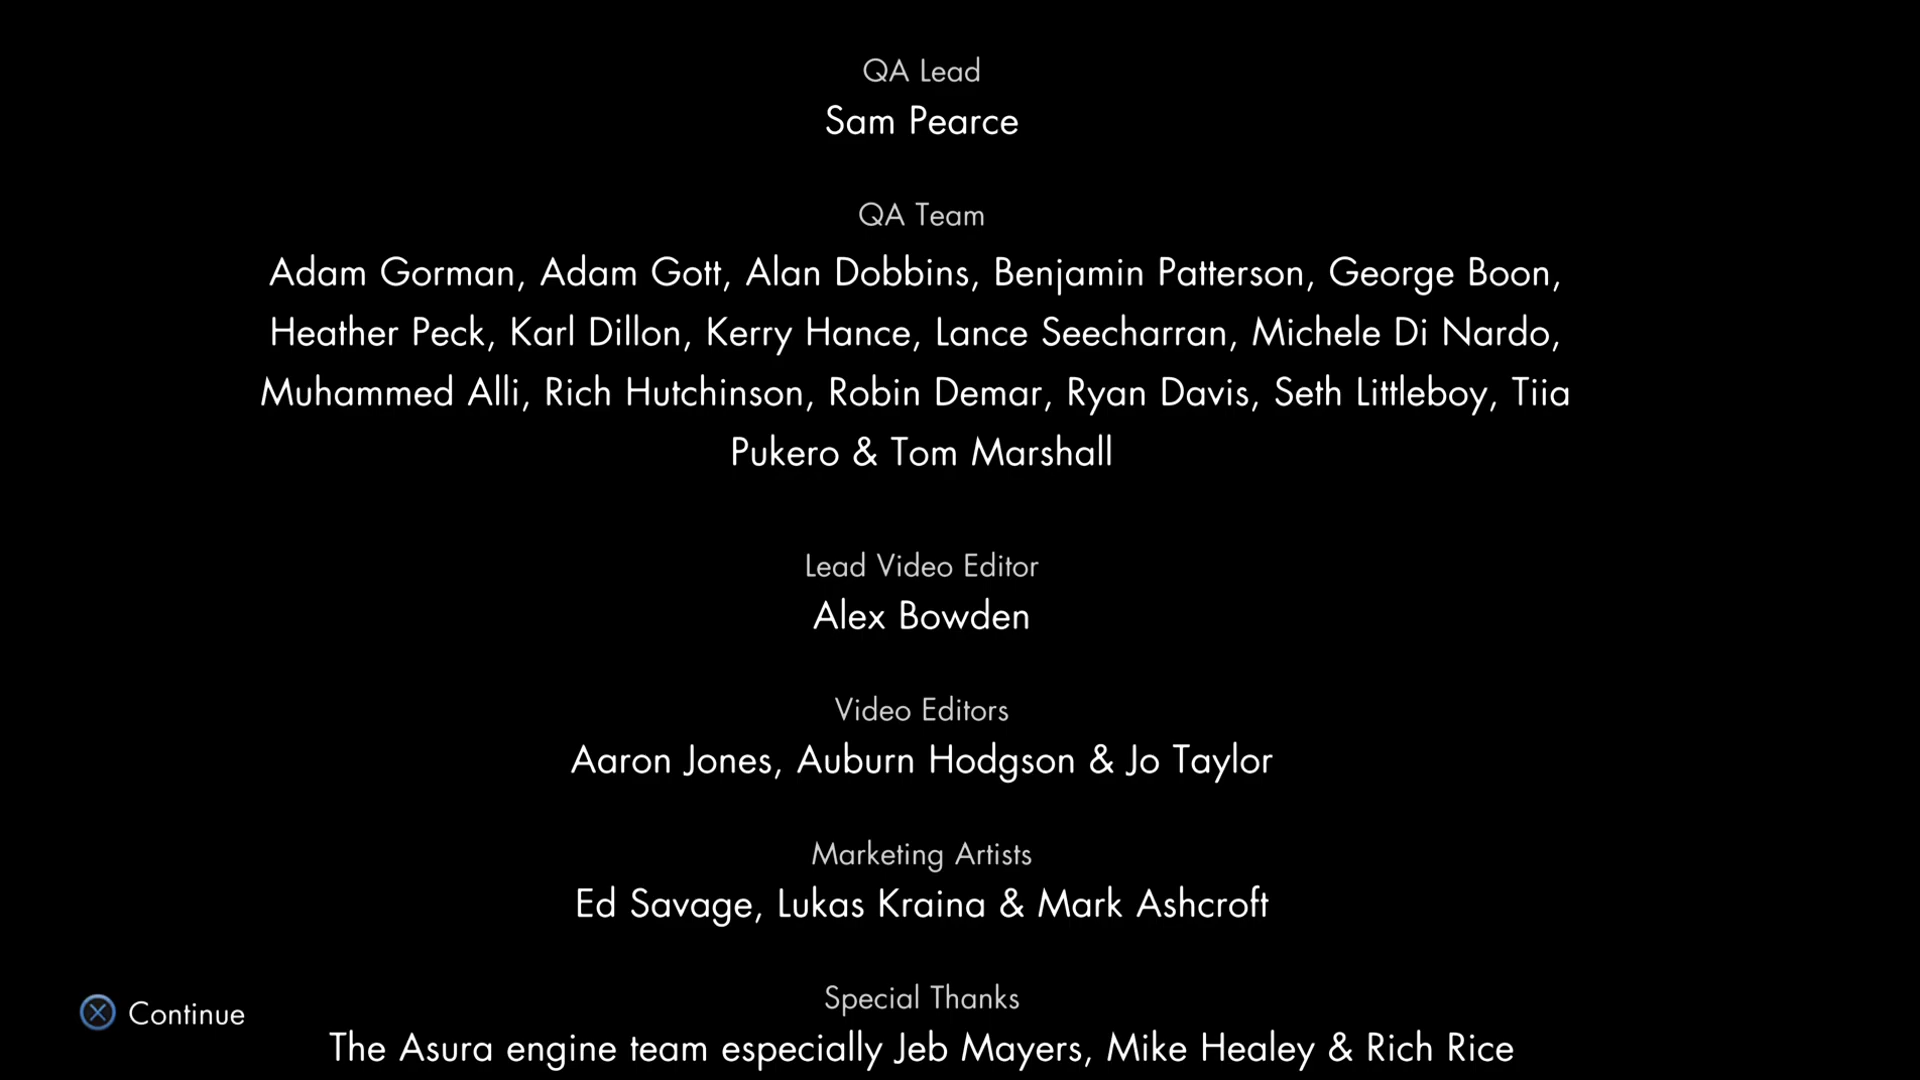 QA Lead
Sam Pearce
QA Team
Adam Gorman, Adam Gott, Alan Dobbins, Benjamin Patterson, George Boon,
Heather Peck, Karl Dillon, Kerry Hance, Lance Seecharran, Michele Di Nardo,
Muhammed Alli, Rich Hutchinson, Robin Demar, Ryan Davis, Seth Littleboy, Tiia
Pukero & Tom Marshall
Lead Video Editor
Alex Bowden
Video Editors
Aaron Jones, Auburn Hodgson & Jo Taylor
Marketing Artists
Ed Savage, Lukas Kraina & Mark Ashcroft
Special Thanks
Continue
The Asura engine team especially Jeb Mayers, Mike Healey & Rich Rice